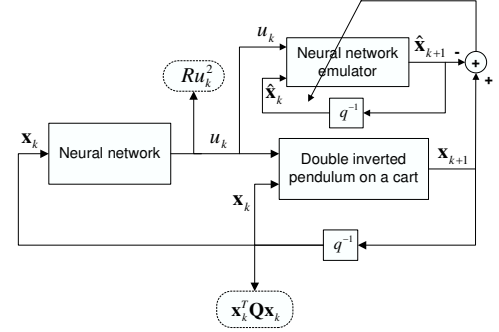 u_k
Neural network
emulator
x̂_{k+1}
-
+
+
Ru_k^2
x̂_k
q^{-1}
x_k
Neural network
u_k
Double inverted
pendulum on a cart
x_{k+1}
x_k
q^{-1}
x_k^T Q x_k